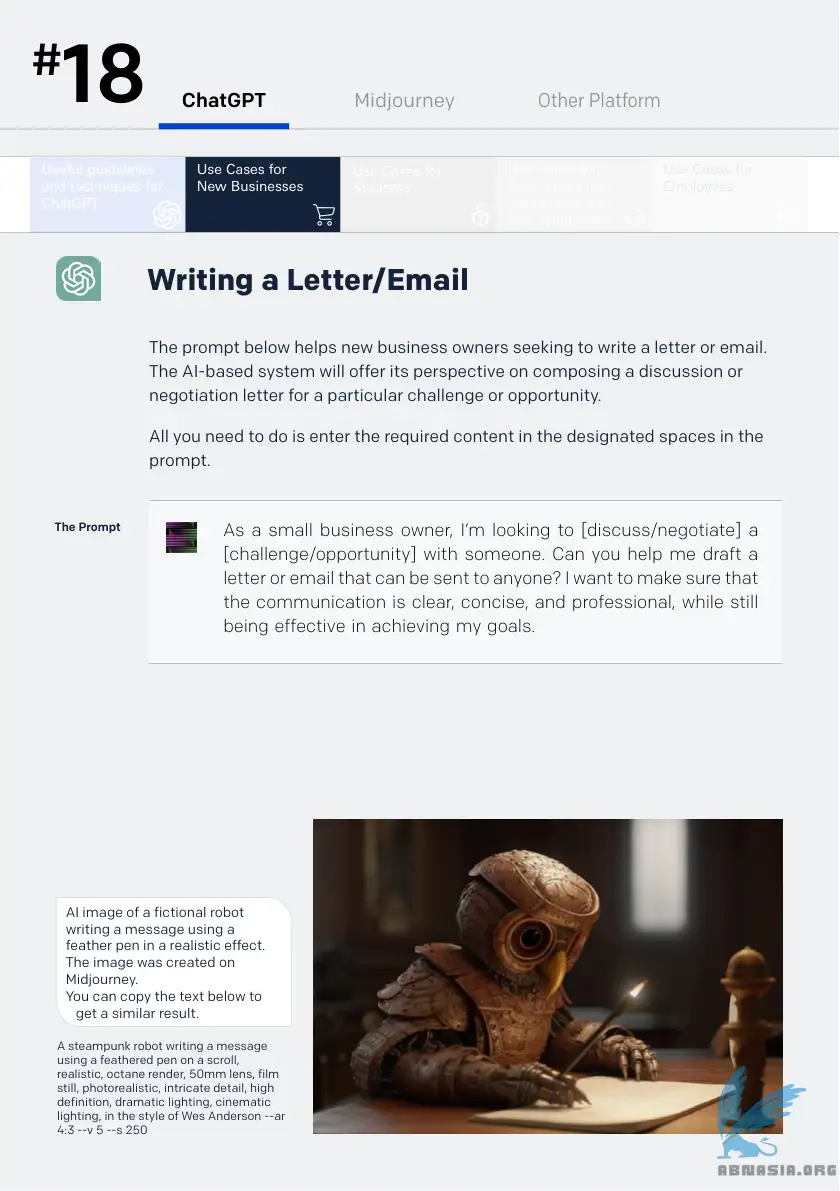 #18
ChatGPT
Midjourney
Other Platform
Useful guidelines
and techniques for
ChatGPT
Use Cases for
New Businesses
Use Cases for
Students
Use Cases for
Employees
Writing a Letter/Email
The prompt below helps new business owners seeking to write a letter or email.
The AI-based system will offer its perspective on composing a discussion or
negotiation letter for a particular challenge or opportunity.
All you need to do is enter the required content in the designated spaces in the
prompt.
The Prompt
As a small business owner, I’m looking to [discuss/negotiate] a
[challenge/opportunity] with someone. Can you help me draft a
letter or email that can be sent to anyone? I want to make sure that
the communication is clear, concise, and professional, while still
being effective in achieving my goals.
AI image of a fictional robot
writing a message using a
feather pen in a realistic effect.
The image was created on
Midjourney.
You can copy the text below to
get a similar result.
A steampunk robot writing a message
using a feathered pen on a scroll,
realistic, octane render, 50mm lens, film
still, photorealistic, intricate detail, high
definition, dramatic lighting, cinematic
lighting, in the style of Wes Anderson --ar
4:3 --v 5 --s 250
ABNASIA.ORG